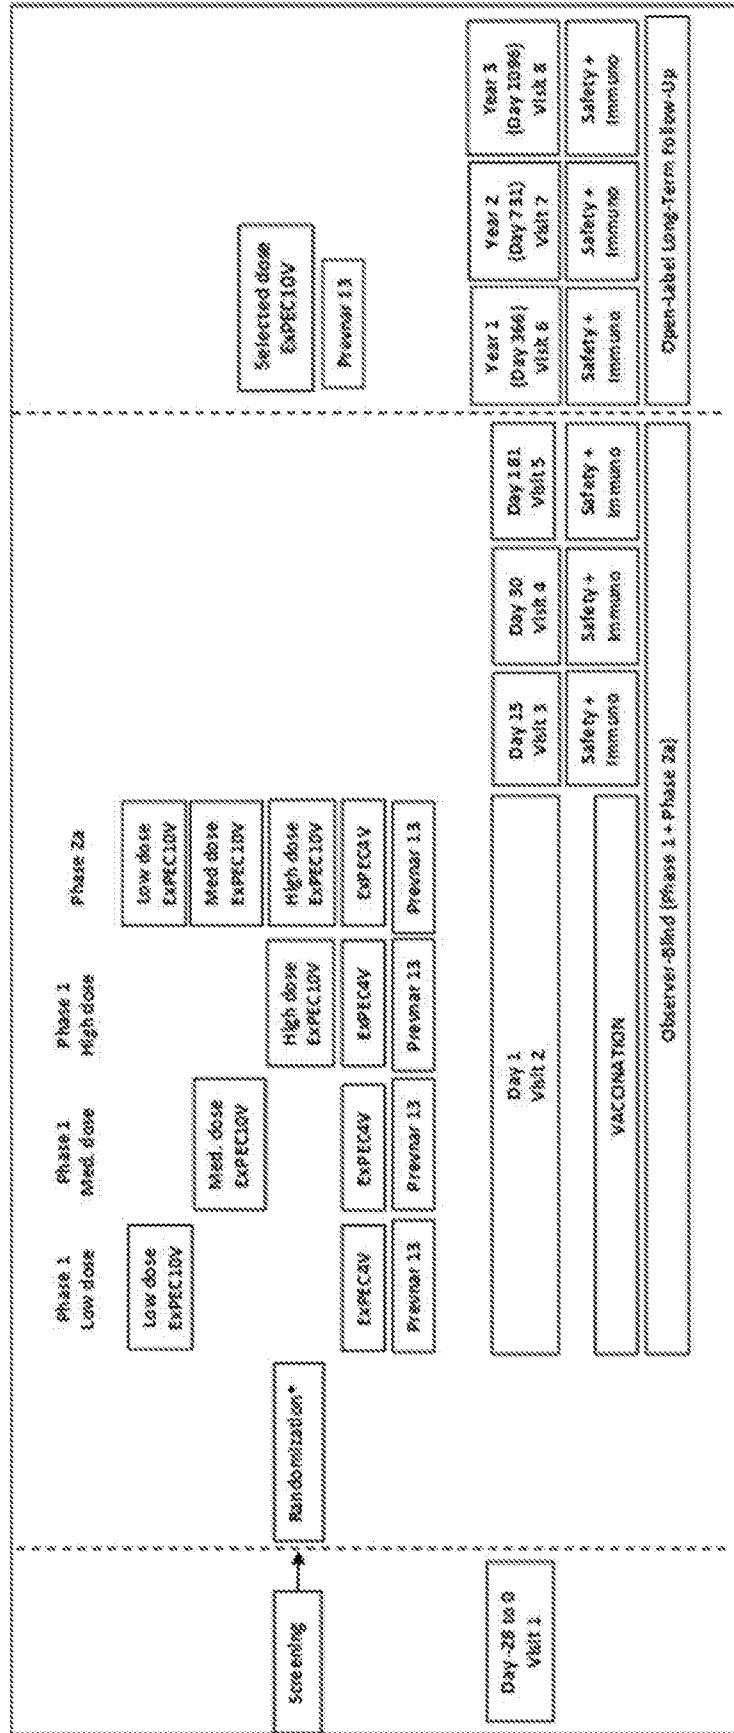 Screening
Day -28 to 0
Visit 1
Randomization*
Phase 1
Low dose
Low dose
ExPEC10V
ExPEC4V
Prevnar 13
Phase 1
Med. dose
Med. dose
ExPEC10V
ExPEC4V
Prevnar 13
Phase 1
High dose
High dose
ExPEC10V
ExPEC4V
Prevnar 13
Phase 2a
Low dose
ExPEC10V
Med dose
ExPEC10V
High dose
ExPEC10V
ExPEC4V
Prevnar 13
Day 1
Visit 2
VACCINATION
Day 15
Visit 3
Safety +
Immuno
Day 30
Visit 4
Safety +
Immuno
Day 181
Visit 5
Safety +
Immuno
Observer-Blind (Phase 1 + Phase 2a)
Selected dose
ExPEC10V
Prevnar 13
Year 1
(Day 366)
Visit 6
Safety +
Immuno
Year 2
(Day 731)
Visit 7
Safety +
Immuno
Year 3
(Day 1096)
Visit 8
Safety +
Immuno
Open-Label Long-Term Follow-Up